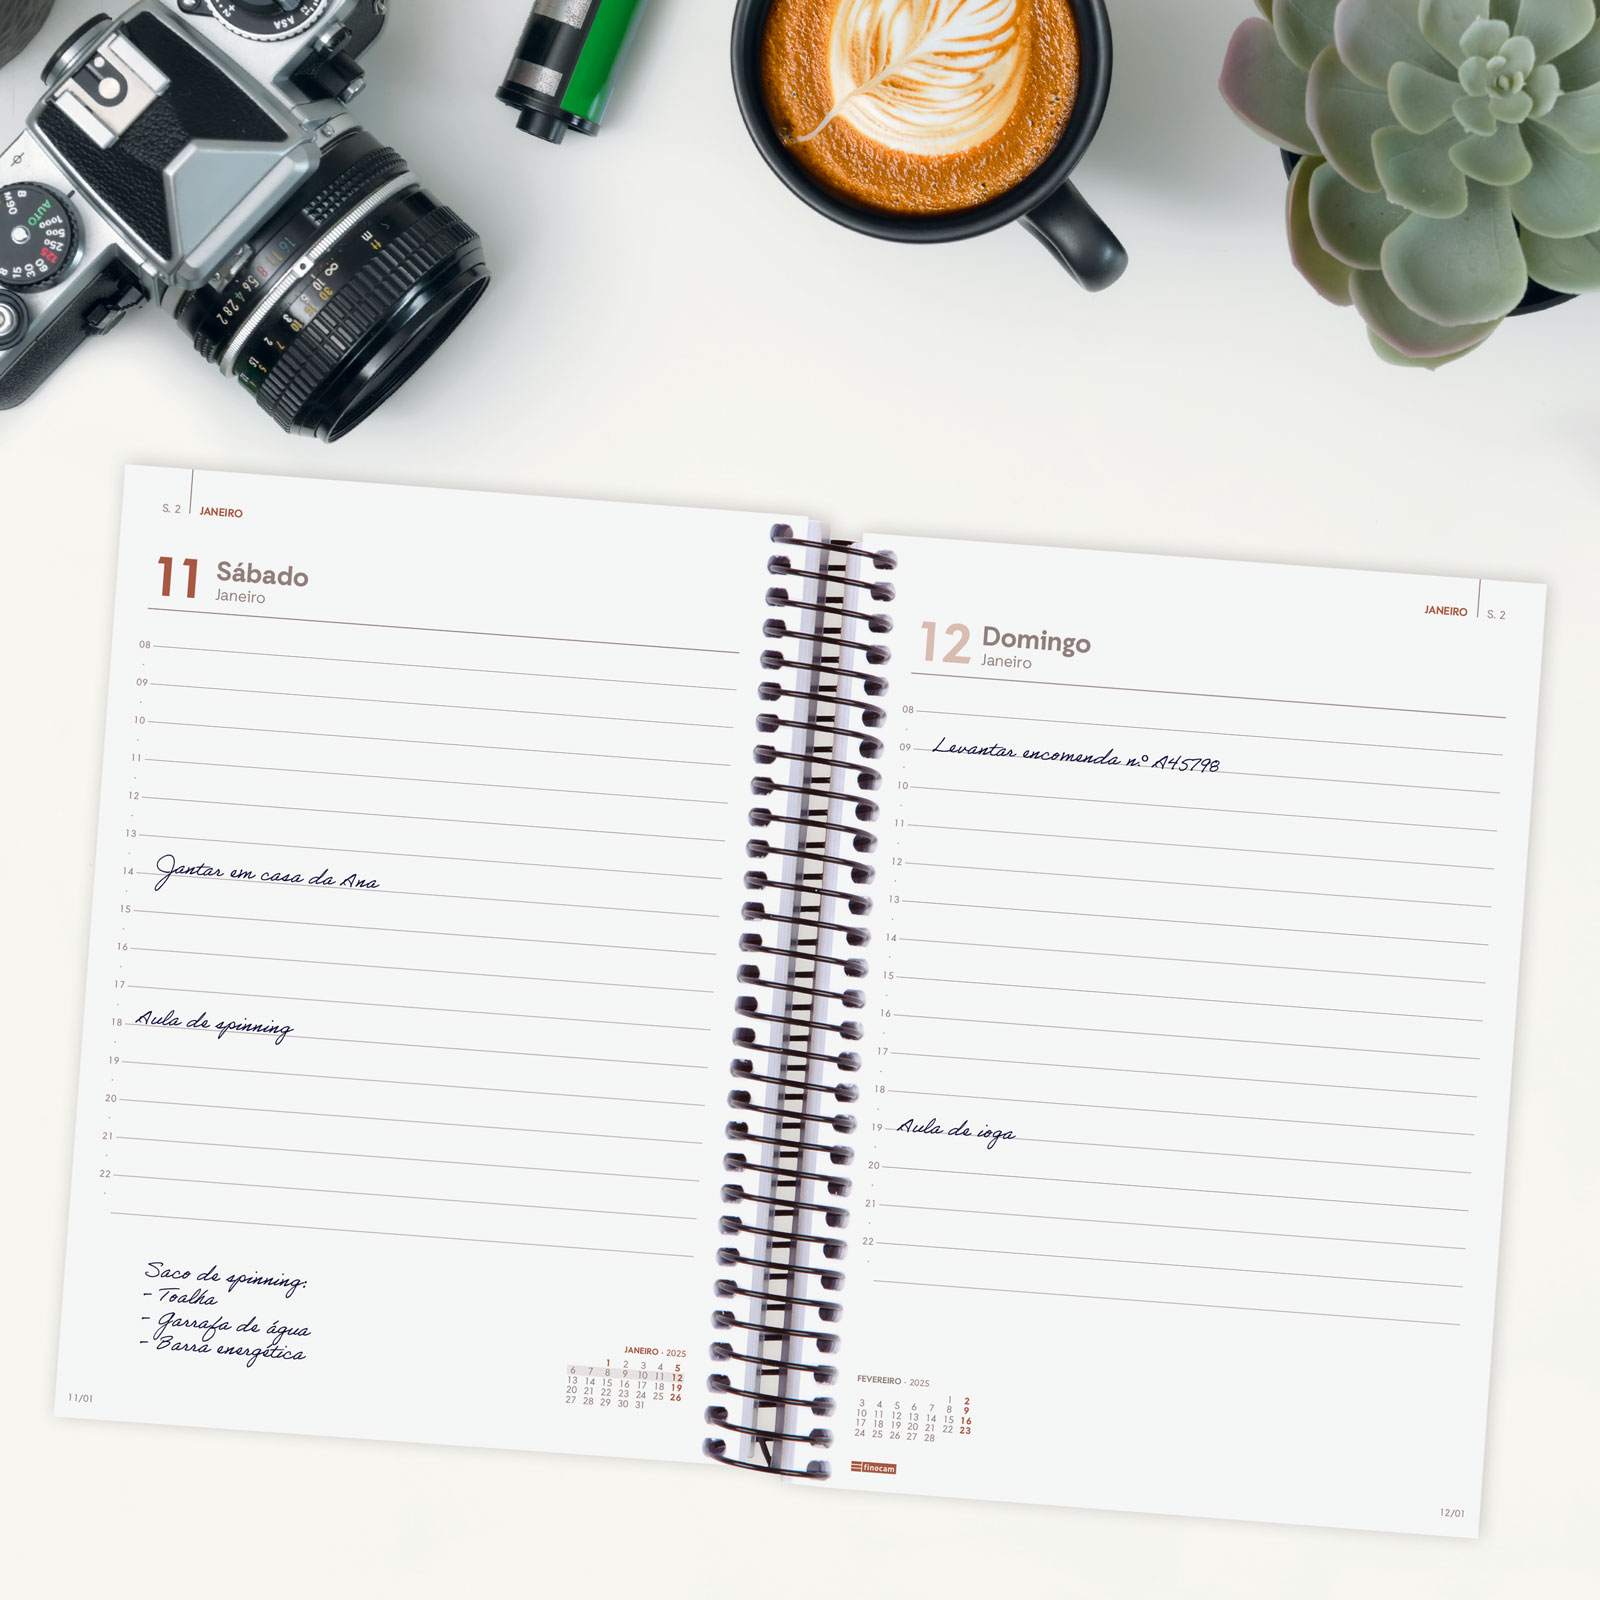 S. 2 JANEIRO
11 Sábado
Janeiro
08
09
10
11
12
13
14 Jantar em casa da Ana
15
16
17
18 Aula de spinning
19
20
21
22
Saco de spinning:
- Toalha
- Garrafa de água
- Barra energética
JANEIRO - 2025
1 2 3 4 5
6 7 8 9 10 11 12
13 14 15 16 17 18 19
20 21 22 23 24 25 26
27 28 29 30 31
11/01
JANEIRO S. 2
12 Domingo
Janeiro
08
09 Levantar encomenda n.º A45798
10
11
12
13
14
15
16
17
18
19 Aula de ioga
20
21
22
FEVEREIRO - 2025
1 2
3 4 5 6 7 8 9
10 11 12 13 14 15 16
17 18 19 20 21 22 23
24 25 26 27 28
finocam
12/01
ASA
AUTO